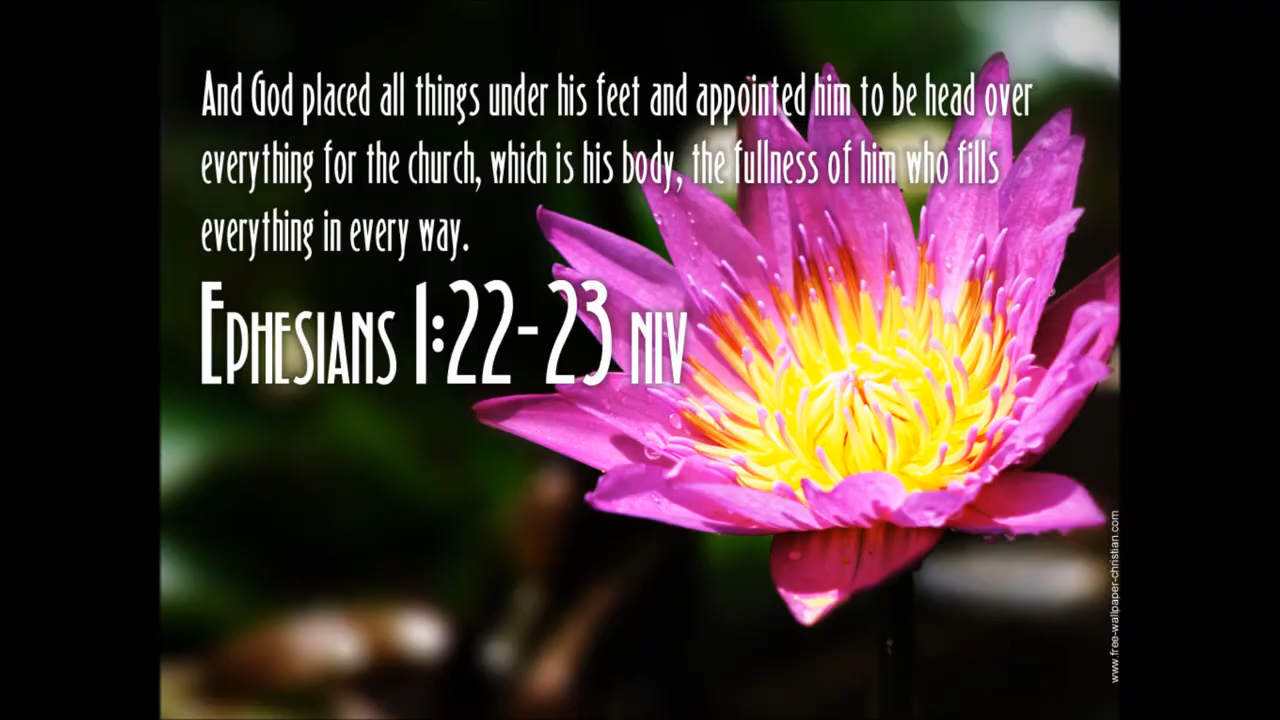 And God placed all things under his feet and appointed him to be head over
everything for the church, which is his body, the fullness of him who fills
everything in every way.
EPHESIANS 1:22-23 NIV
www.free-wallpaper-christian.com